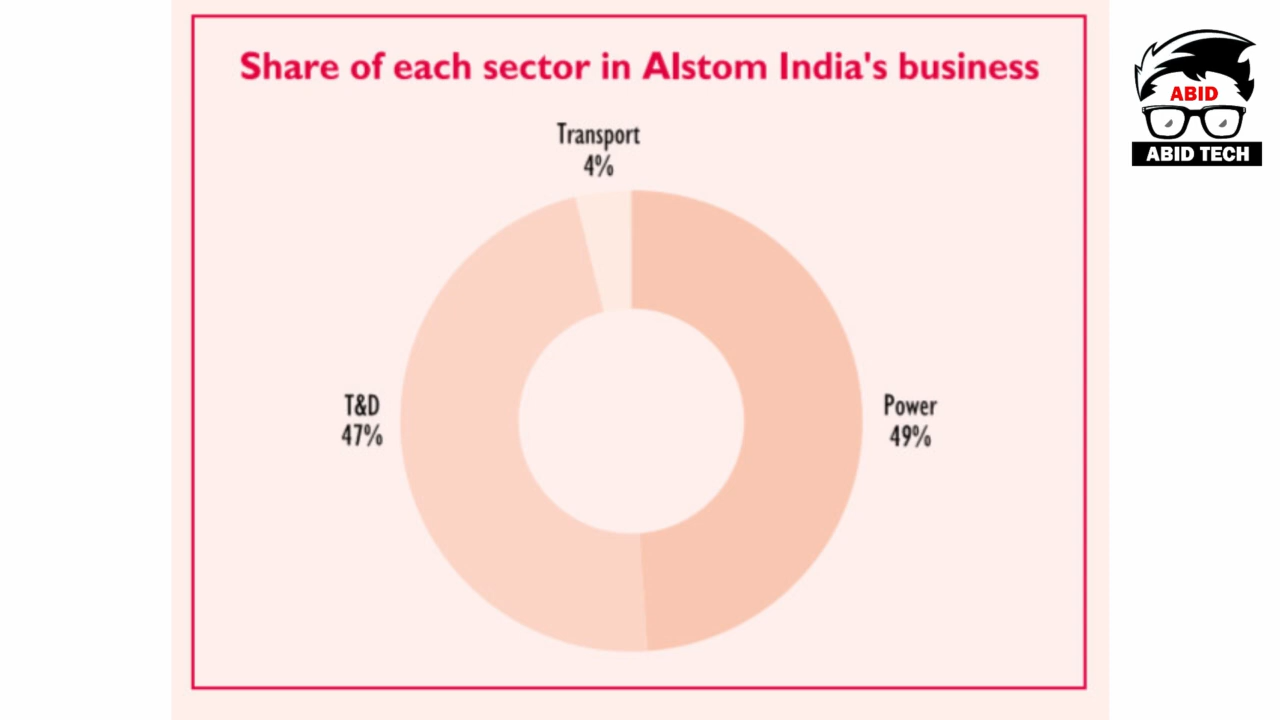 Share of each sector in Alstom India's business
Transport
4%
T&D
47%
Power
49%
ABID
ABID TECH